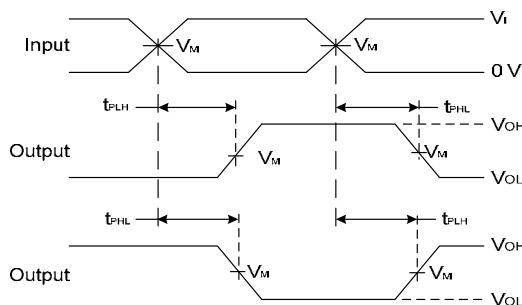 VI
Input VM VM
0 V
tPLH tPHL
VOH
Output VM VM
VOL
tPHL tPLH
VOH
Output VM VM
VOL